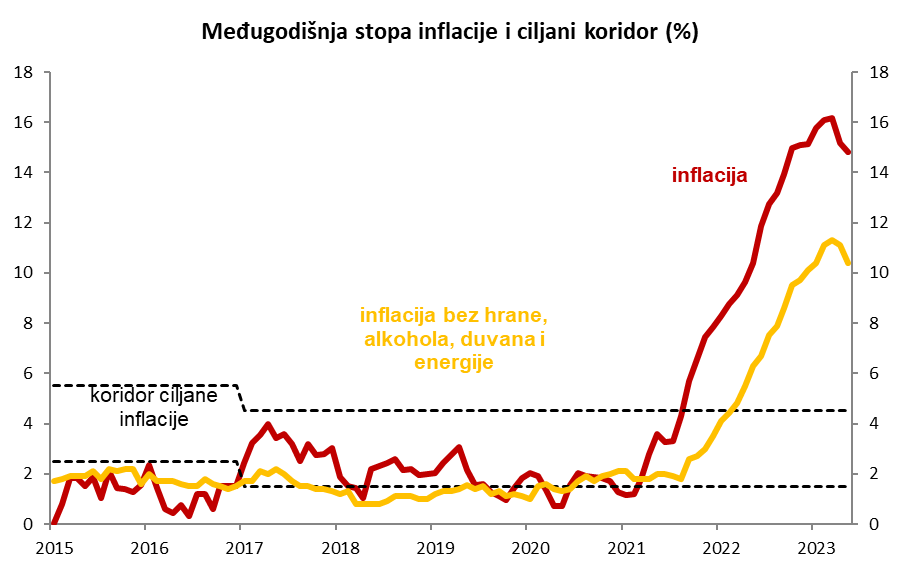 Međugodišnja stopa inflacije i ciljani koridor (%)
18 18
16 16
inflacija
14 14
12 12
10 10
inflacija bez hrane,
alkohola, duvana i
energije
8 8
6 6
koridor ciljane
inflacije
4 4
2 2
0 0
2015 2016 2017 2018 2019 2020 2021 2022 2023